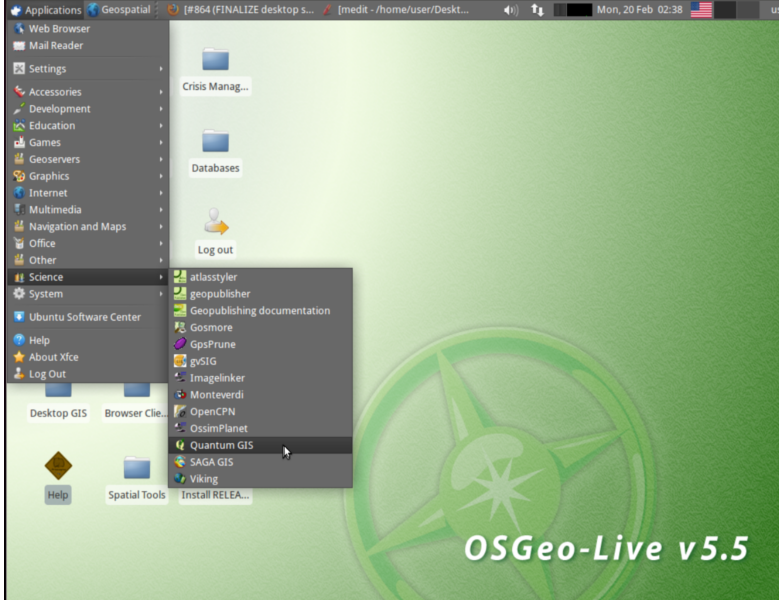 Applications Geospatial [#864 (FINALIZE desktop s... [medit - /home/user/Deskt... Mon, 20 Feb 02:38 us
Web Browser
Mail Reader
Settings
Accessories
Development
Education
Games
Geoservers
Graphics
Internet
Multimedia
Navigation and Maps
Office
Other
Science
System
Ubuntu Software Center
Help
About Xfce
Log Out
Crisis Manag...
Databases
Log out
atlasstyler
geopublisher
Geopublishing documentation
Gosmore
GpsPrune
gvSIG
Imagelinker
Monteverdi
OpenCPN
OssimPlanet
Quantum GIS
SAGA GIS
Viking
Desktop GIS Browser Clie...
Help Spatial Tools Install RELEA...
OSGeo-Live v5.5